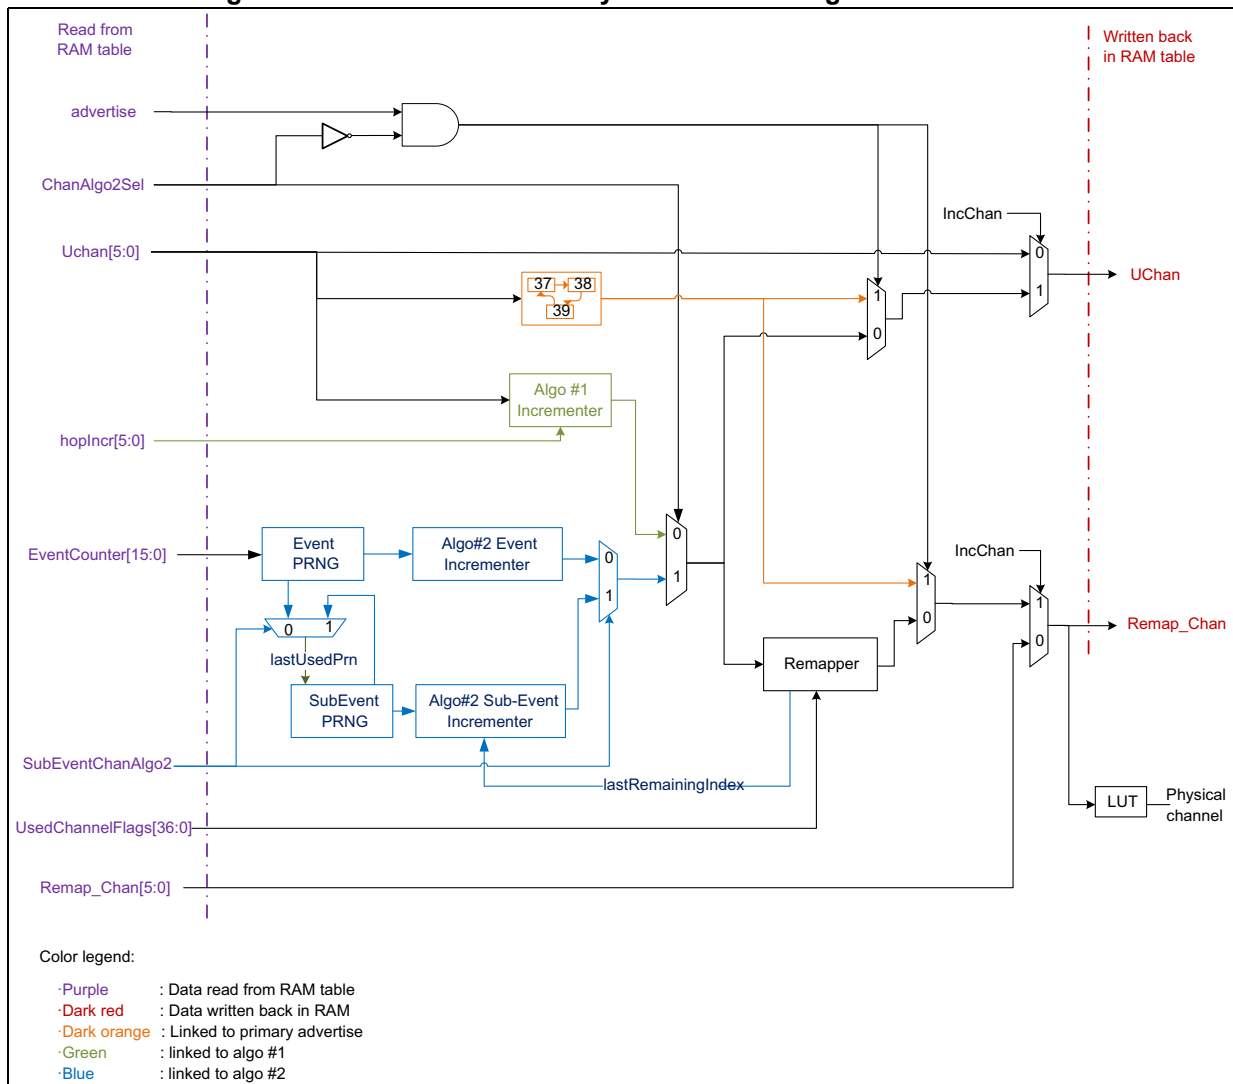 Read from
RAM table
Written back
in RAM table
advertise
ChanAlgo2Sel
IncChan
Uchan[5:0]
0
UChan
37
38
1
1
39
0
Algo #1
Incrementer
hopIncr[5:0]
0
EventCounter[15:0]
Event
PRNG
Algo#2 Event
Incrementer
0
IncChan
1
1
1
1
0
1
0
Remap_Chan
0
lastUsedPrn
Remapper
SubEvent
PRNG
Algo#2 Sub-Event
Incrementer
SubEventChanAlgo2
lastRemainingIndex
LUT
Physical
channel
UsedChannelFlags[36:0]
Remap_Chan[5:0]
Color legend:
·Purple : Data read from RAM table
·Dark red : Data written back in RAM
·Dark orange : Linked to primary advertise
·Green : linked to algo #1
·Blue : linked to algo #2